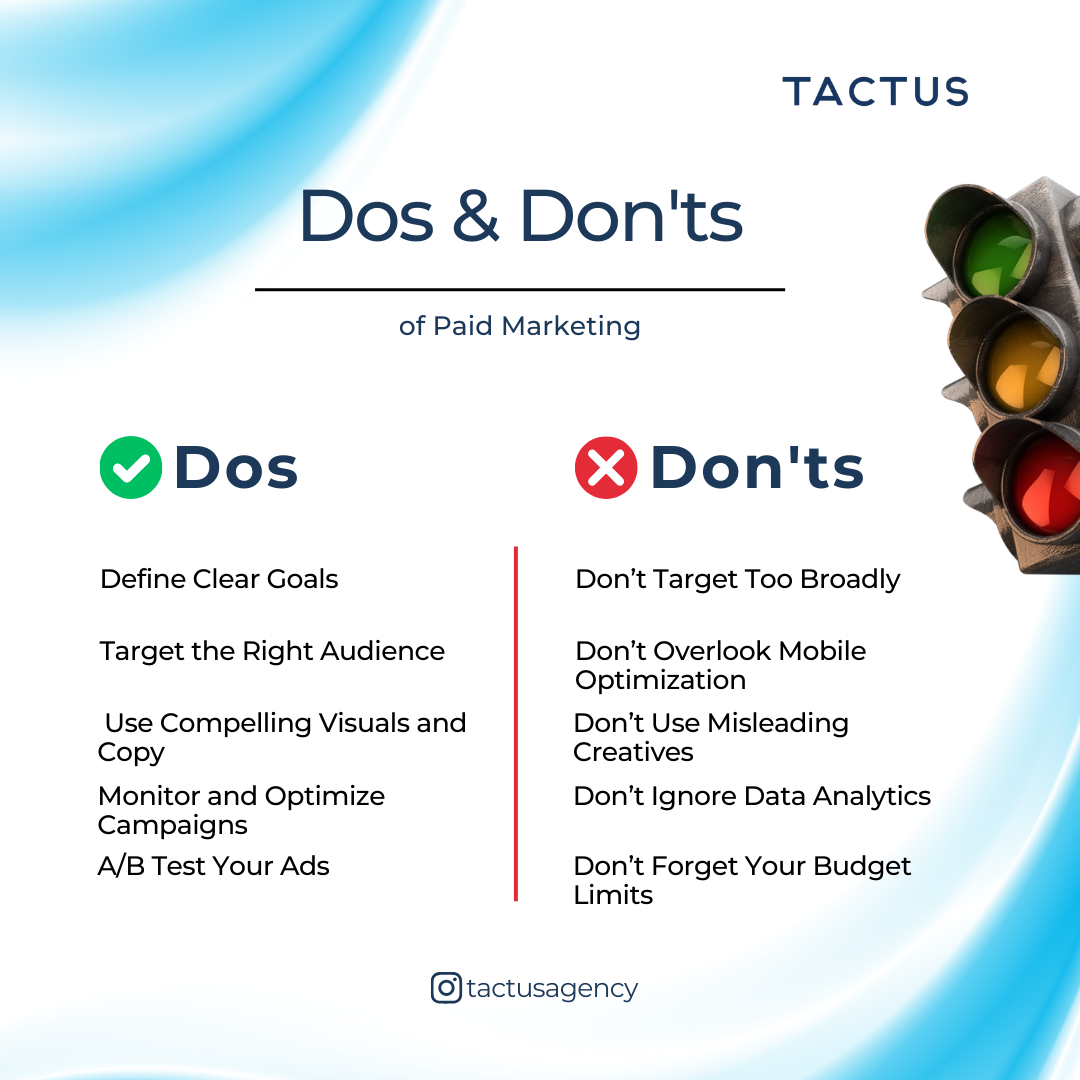 TACTUS
Dos & Don'ts
of Paid Marketing
Dos
Define Clear Goals
Target the Right Audience
Use Compelling Visuals and
Copy
Monitor and Optimize
Campaigns
A/B Test Your Ads
Don'ts
Don’t Target Too Broadly
Don’t Overlook Mobile
Optimization
Don’t Use Misleading
Creatives
Don’t Ignore Data Analytics
Don’t Forget Your Budget
Limits
tactusagency